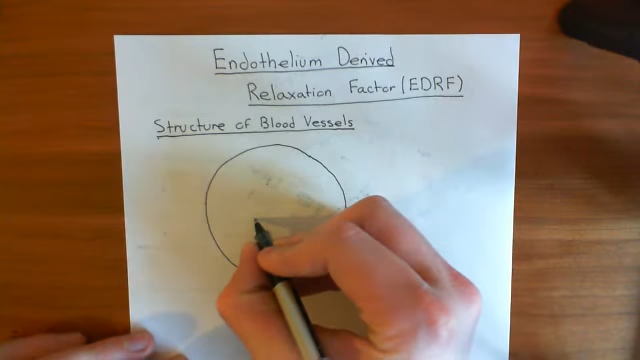 Endothelium Derived
Relaxation Factor (EDRF)
Structure of Blood Vessels